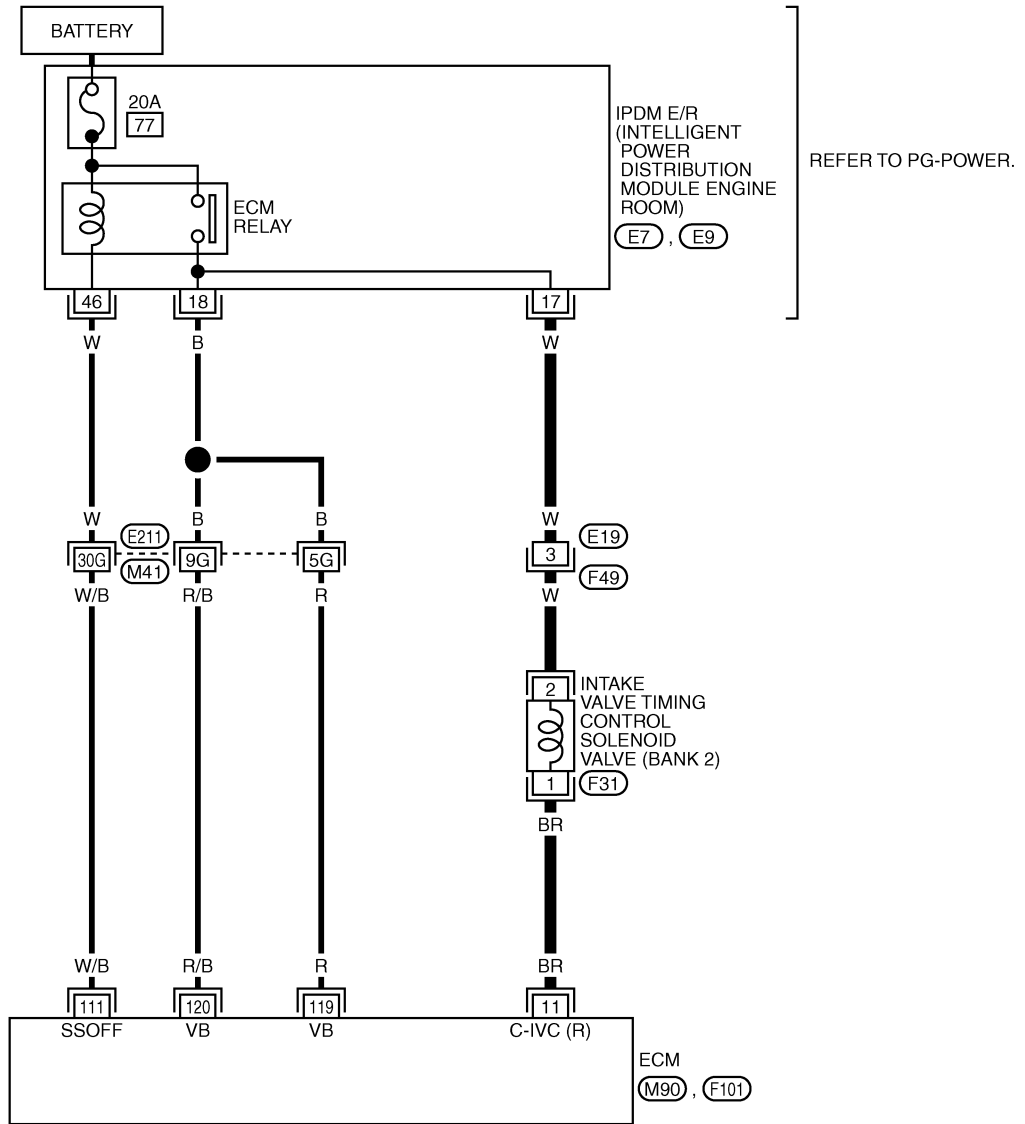 BATTERY
20A
77
IPDM E/R
(INTELLIGENT
POWER
DISTRIBUTION
MODULE ENGINE
ROOM)
E7 , E9
REFER TO PG-POWER.
ECM
RELAY
46
18
17
W
B
W
W
B
B
W
E211
M41
30G
9G
5G
3
E19
F49
W/B
R/B
R
W
2
INTAKE
VALVE TIMING
CONTROL
SOLENOID
VALVE (BANK 2)
1
F31
BR
W/B
R/B
R
BR
111
120
119
11
SSOFF
VB
VB
C-IVC (R)
ECM
M90 , F101